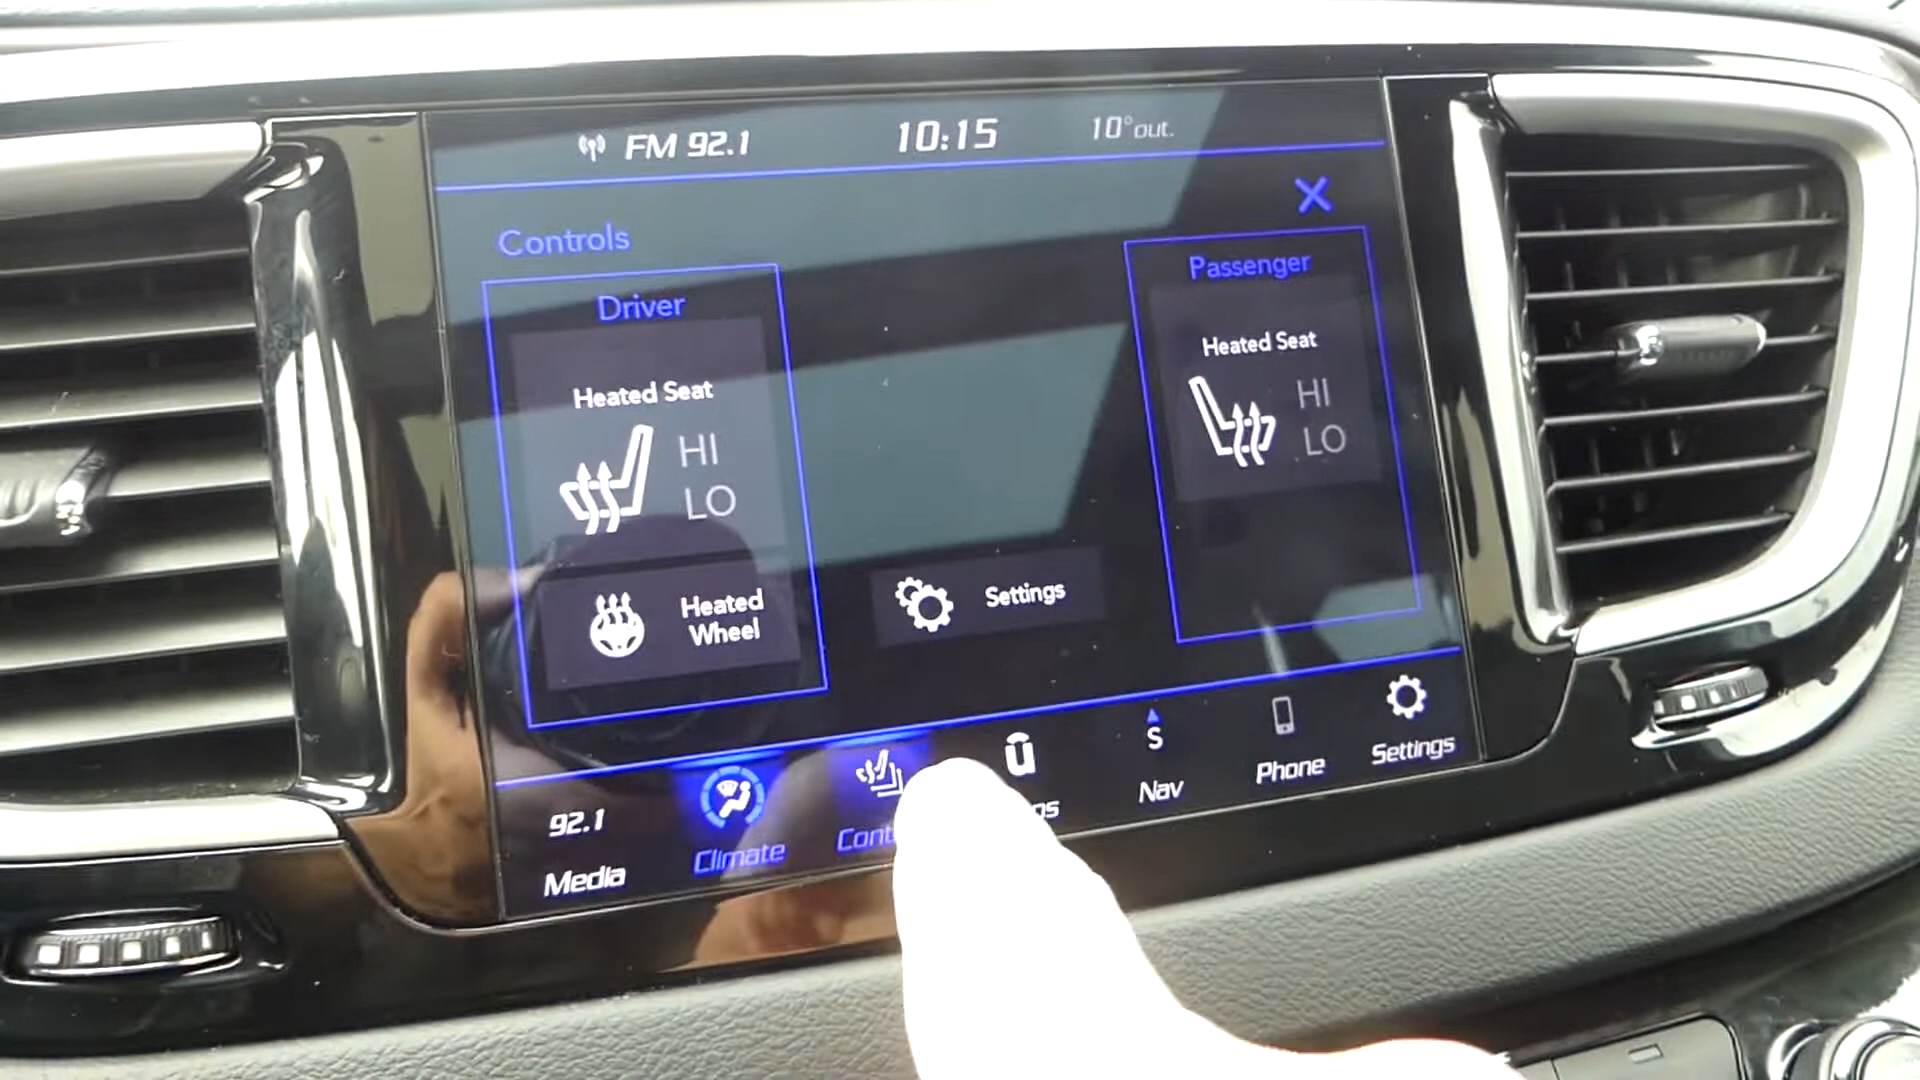 FM 92.1
10:15
10° out.
Controls
Driver
Heated Seat
HI
LO
Heated
Wheel
Settings
Passenger
Heated Seat
HI
LO
92.1
Media
Climate
S
Nav
Phone
Settings